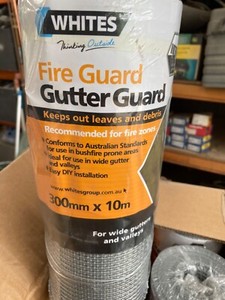 WHITES
Thinking Outside
Fire Guard
Gutter Guard
Keeps out leaves and debris
Recommended for fire zones
• Conforms to Australian Standards
for use in bushfire prone areas
• Ideal for use in wide gutter
and valleys
• Easy DIY installation
www.whitesgroup.com.au
300mm x 10m
For wide gutters
and valleys